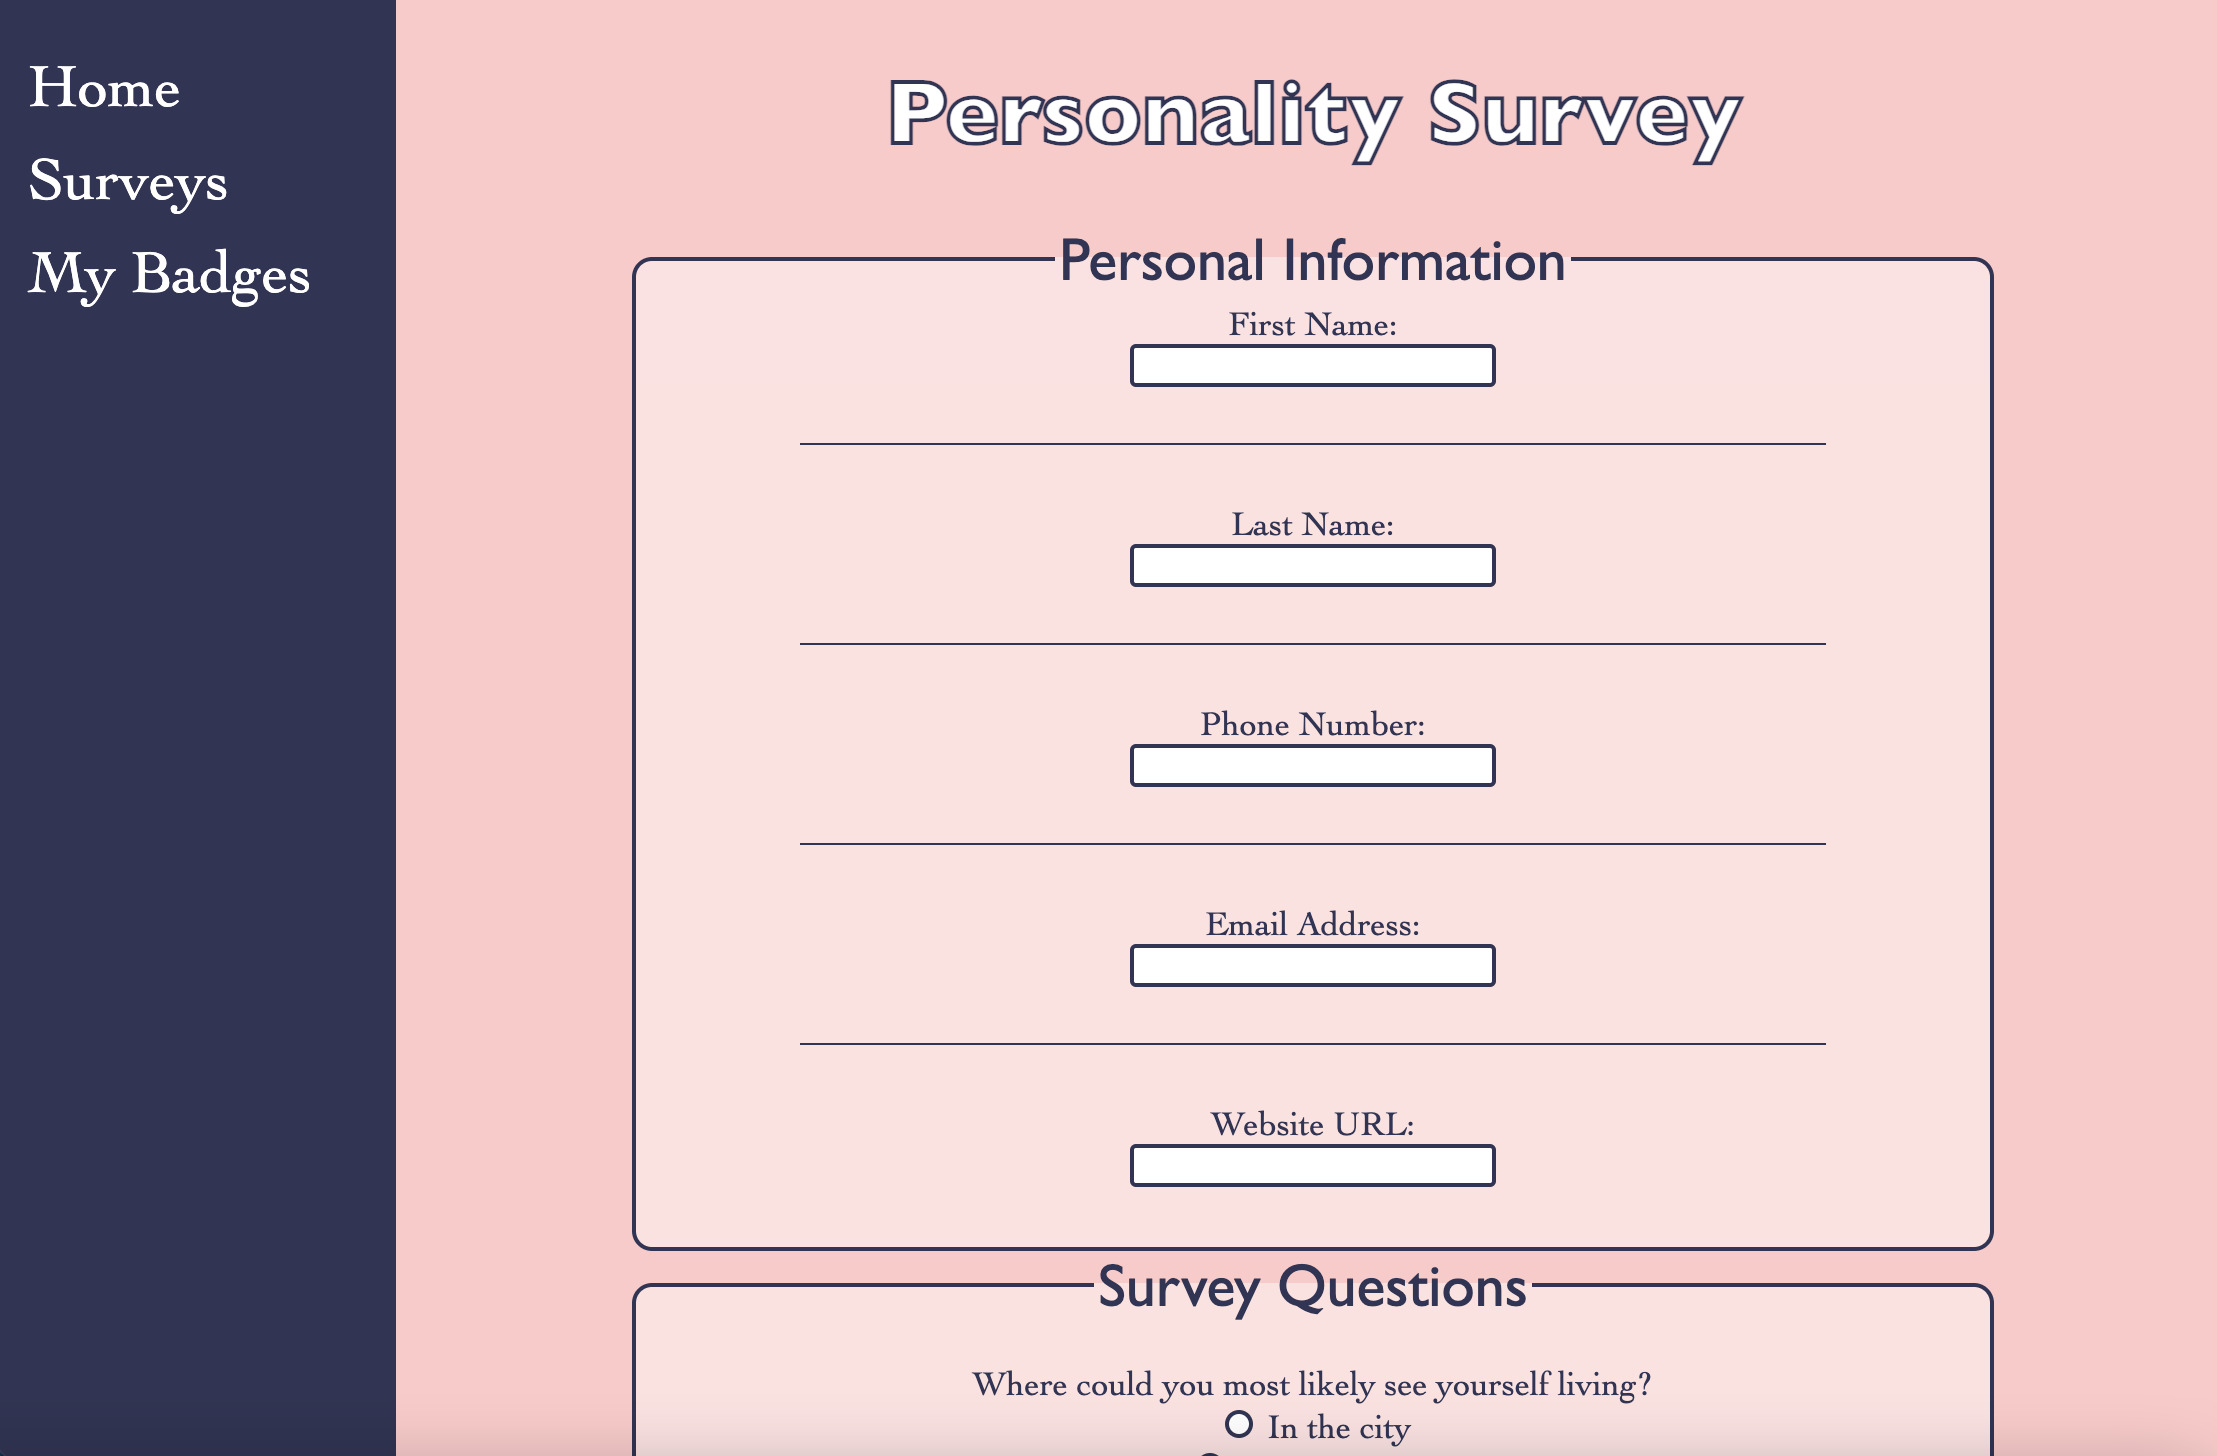 Home
Surveys
My Badges
Personality Survey
Personal Information
First Name:
Last Name:
Phone Number:
Email Address:
Website URL:
Survey Questions
Where could you most likely see yourself living?
In the city